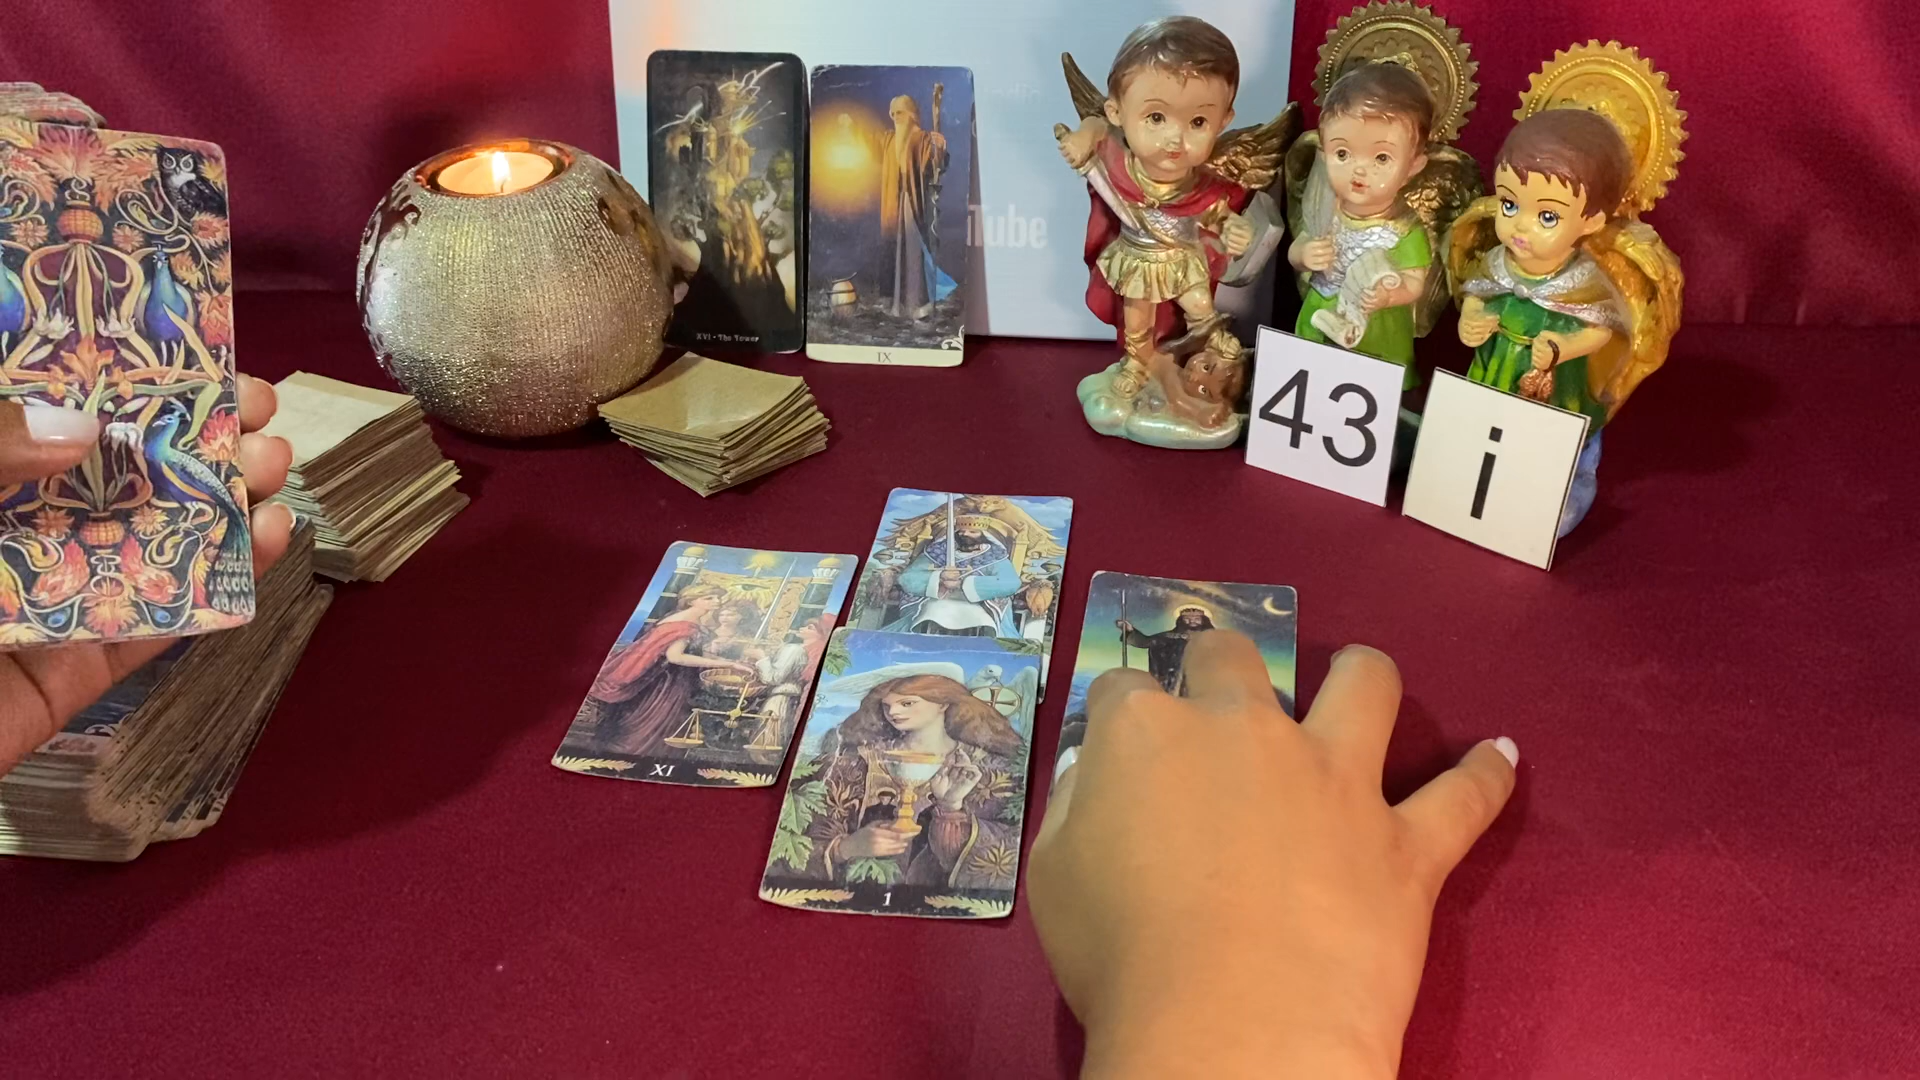 XVI - The Tower
IX
Tube
43
i
XI
1